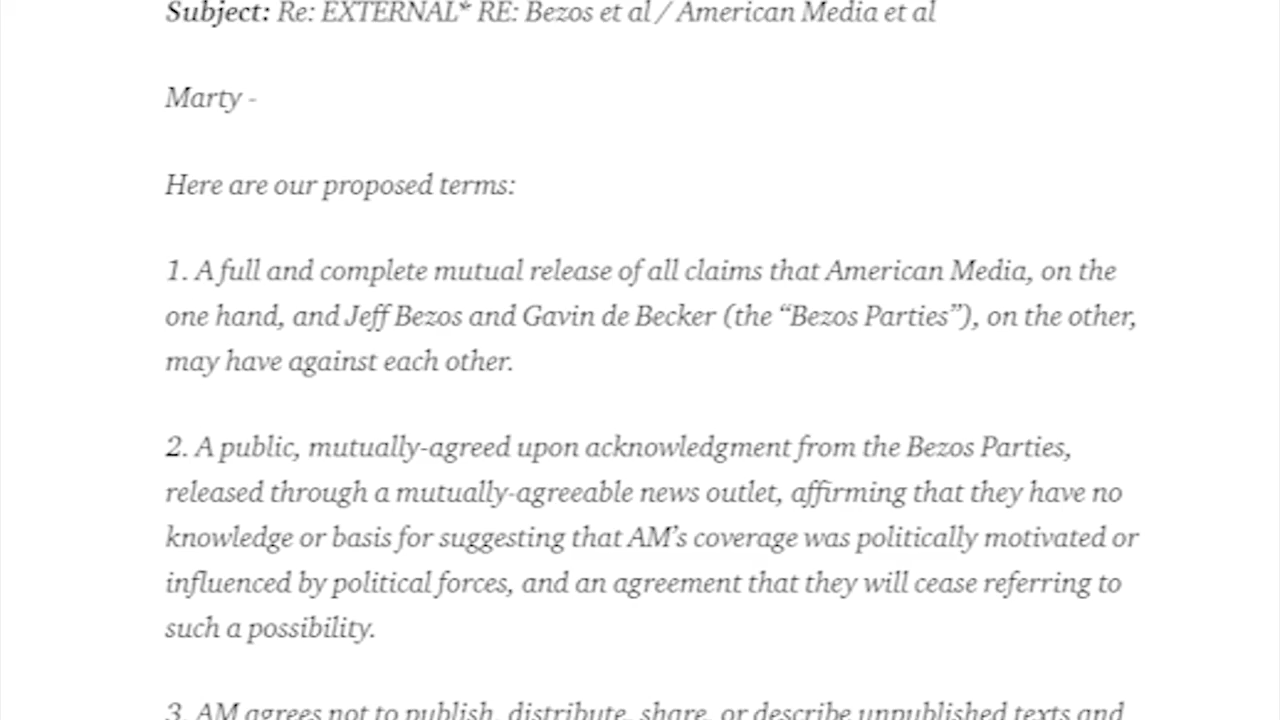 Subject: Re: EXTERNAL* RE: Bezos et al / American Media et al
Marty -
Here are our proposed terms:
1. A full and complete mutual release of all claims that American Media, on the
one hand, and Jeff Bezos and Gavin de Becker (the “Bezos Parties”), on the other,
may have against each other.
2. A public, mutually-agreed upon acknowledgment from the Bezos Parties,
released through a mutually-agreeable news outlet, affirming that they have no
knowledge or basis for suggesting that AM’s coverage was politically motivated or
influenced by political forces, and an agreement that they will cease referring to
such a possibility.
3. AM agrees not to publish, distribute, share, or describe unpublished texts and